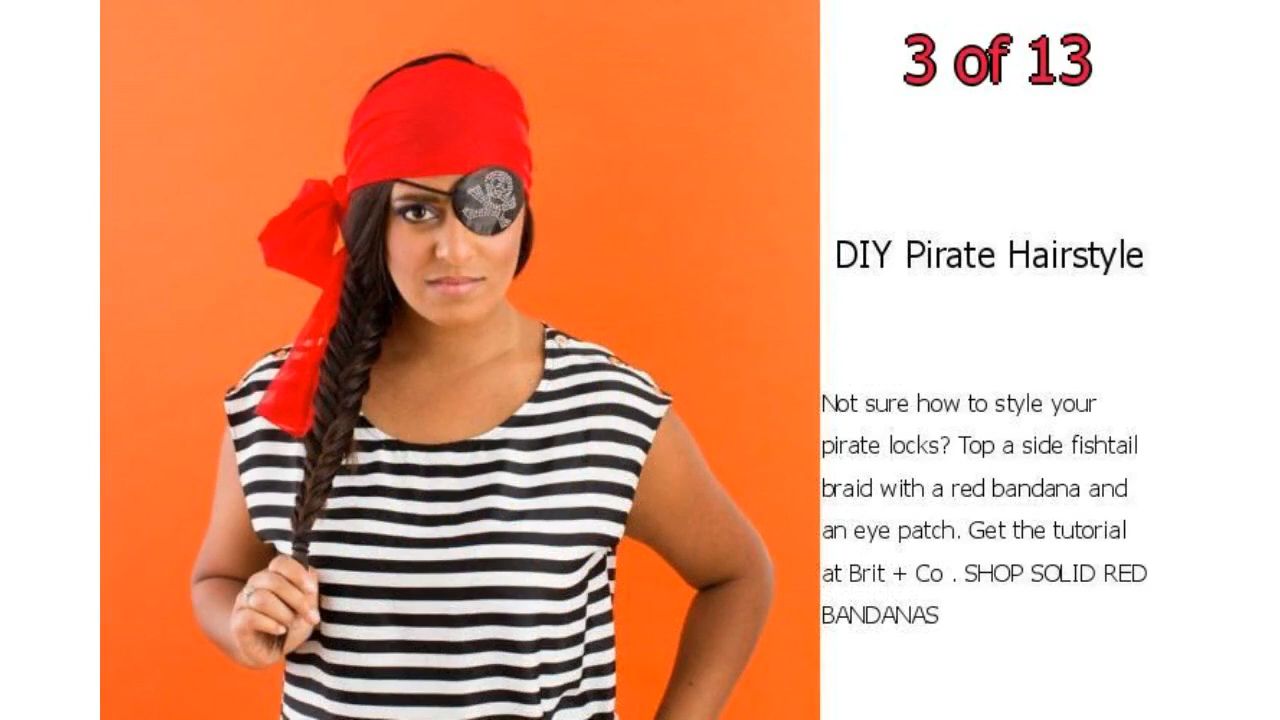 3 of 13
DIY Pirate Hairstyle
Not sure how to style your
pirate locks? Top a side fishtail
braid with a red bandana and
an eye patch. Get the tutorial
at Brit + Co . SHOP SOLID RED
BANDANAS